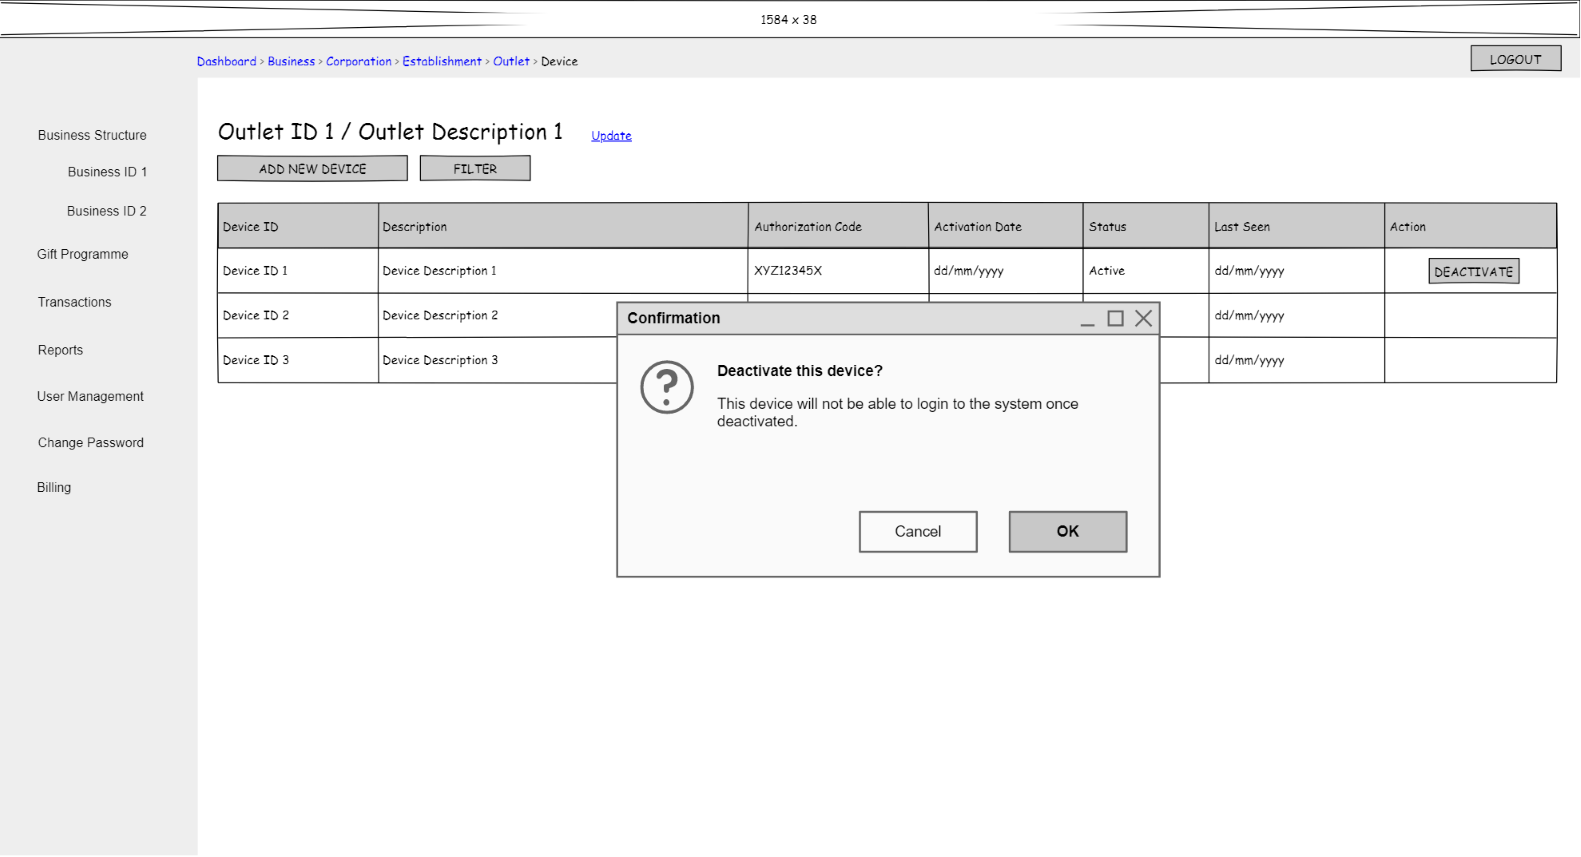 1584 x 38
Dashboard > Business > Corporation > Establishment > Outlet > Device
LOGOUT
Business Structure
Business ID 1
Business ID 2
Gift Programme
Transactions
Reports
User Management
Change Password
Billing
Outlet ID 1 / Outlet Description 1 Update
ADD NEW DEVICE FILTER
Device ID Description Authorization Code Activation Date Status Last Seen Action
Device ID 1 Device Description 1 XYZ12345X dd/mm/yyyy Active dd/mm/yyyy DEACTIVATE
Device ID 2 Device Description 2 dd/mm/yyyy
Device ID 3 Device Description 3 dd/mm/yyyy
Confirmation
Deactivate this device?
This device will not be able to login to the system once
deactivated.
Cancel OK